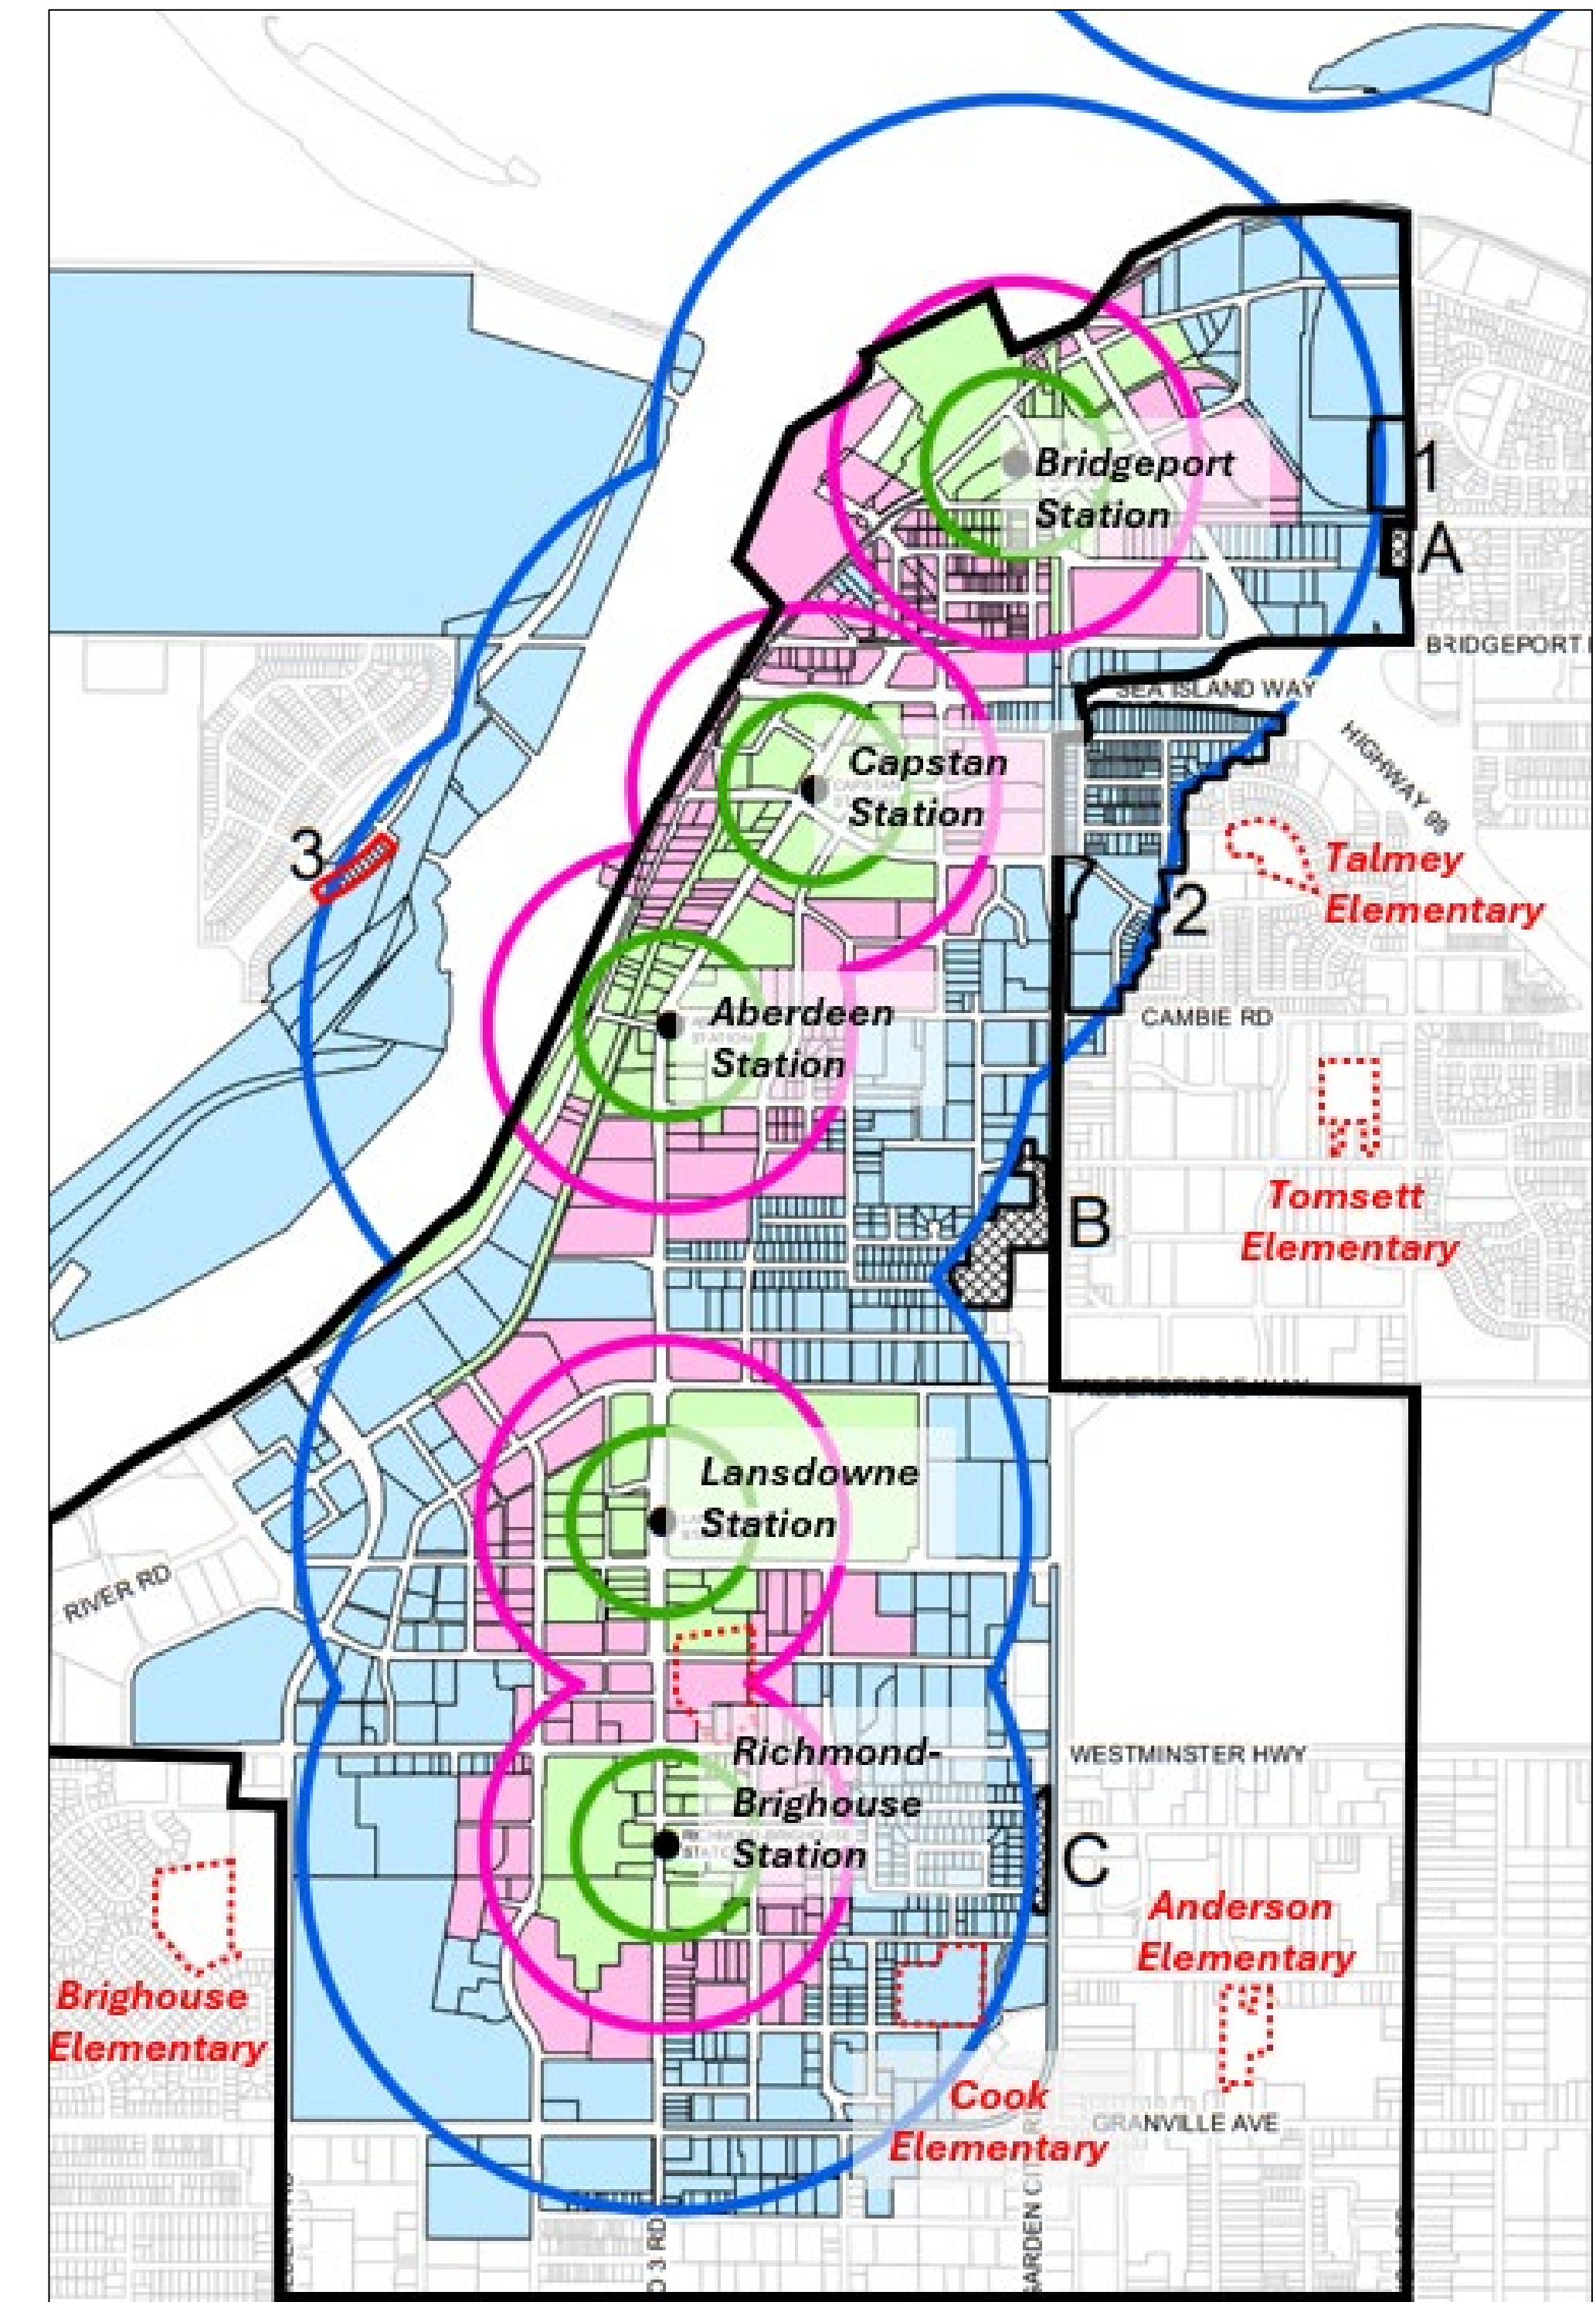 Bridgeport
Station
1
A
BRIDGEPORT
SEA ISLAND WAY
HIGHWAY 99
Capstan
Station
3
Talmey
Elementary
2
Aberdeen
Station
CAMBIE RD
Tomsett
Elementary
B
Lansdowne
Station
RIVER RD
Richmond-
Brighouse
Station
WESTMINSTER HWY
C
Anderson
Elementary
Brighouse
Elementary
Cook
Elementary
GRANVILLE AVE
3 RD